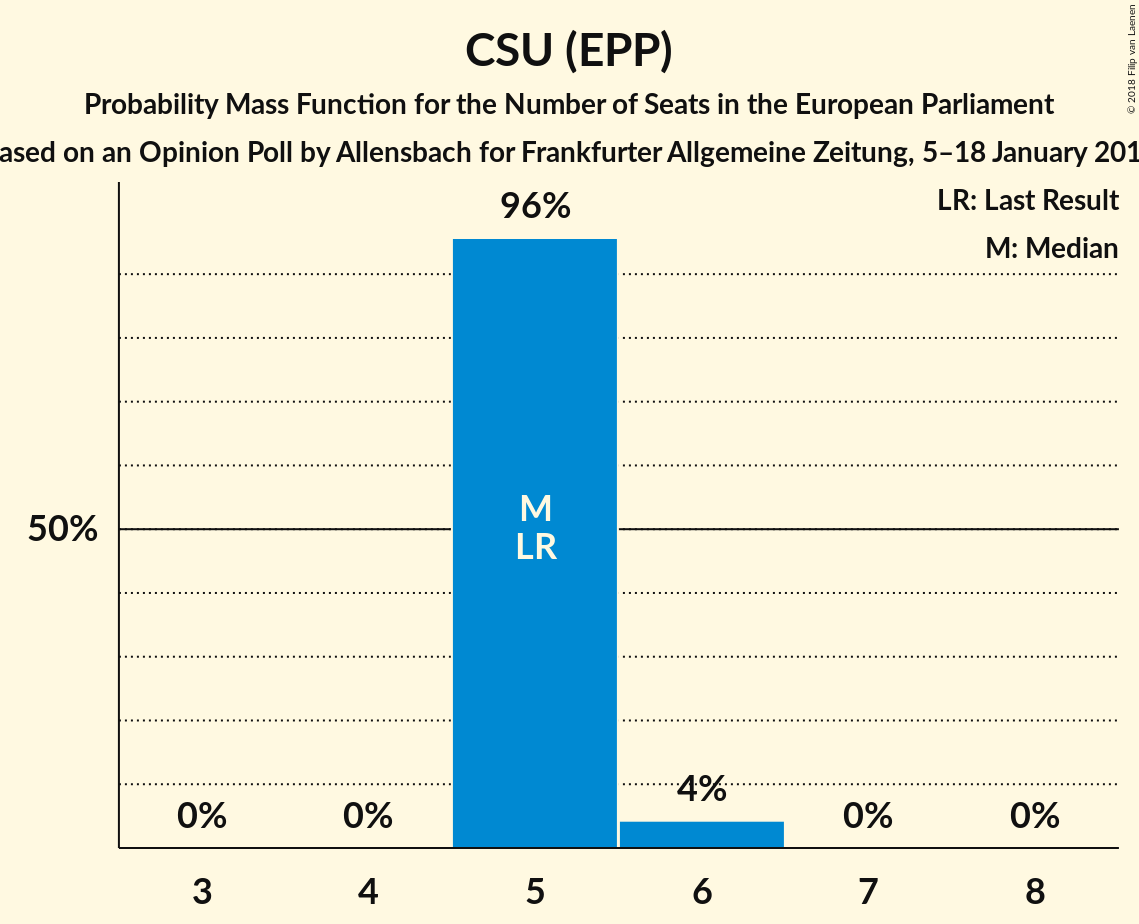 CSU (EPP)
Probability Mass Function for the Number of Seats in the European Parliament
ased on an Opinion Poll by Allensbach for Frankfurter Allgemeine Zeitung, 5–18 January 201
© 2018 Filip van Laenen
LR: Last Result
M: Median
96%
50%
M
LR
0%
0%
4%
0%
0%
3
4
5
6
7
8